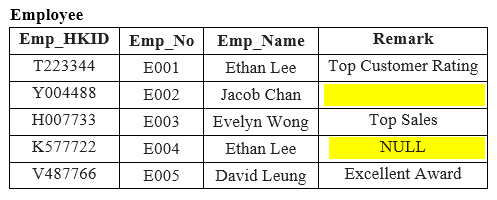 Employee
Emp_HKID Emp_No Emp_Name Remark
T223344 E001 Ethan Lee Top Customer Rating
Y004488 E002 Jacob Chan
H007733 E003 Evelyn Wong Top Sales
K577722 E004 Ethan Lee NULL
V487766 E005 David Leung Excellent Award